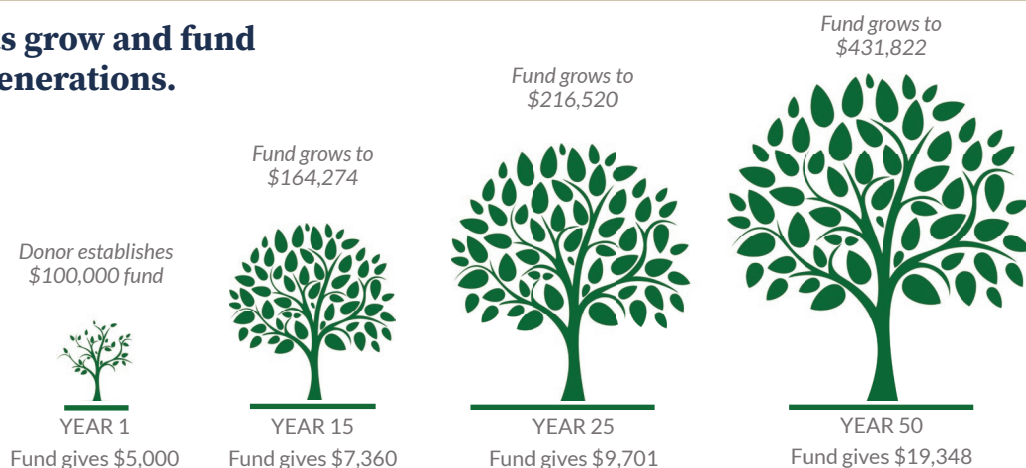 grow and fund
enerations.
Donor establishes
$100,000 fund
YEAR 1
Fund gives $5,000
Fund grows to
$164,274
YEAR 15
Fund gives $7,360
Fund grows to
$216,520
YEAR 25
Fund gives $9,701
Fund grows to
$431,822
YEAR 50
Fund gives $19,348